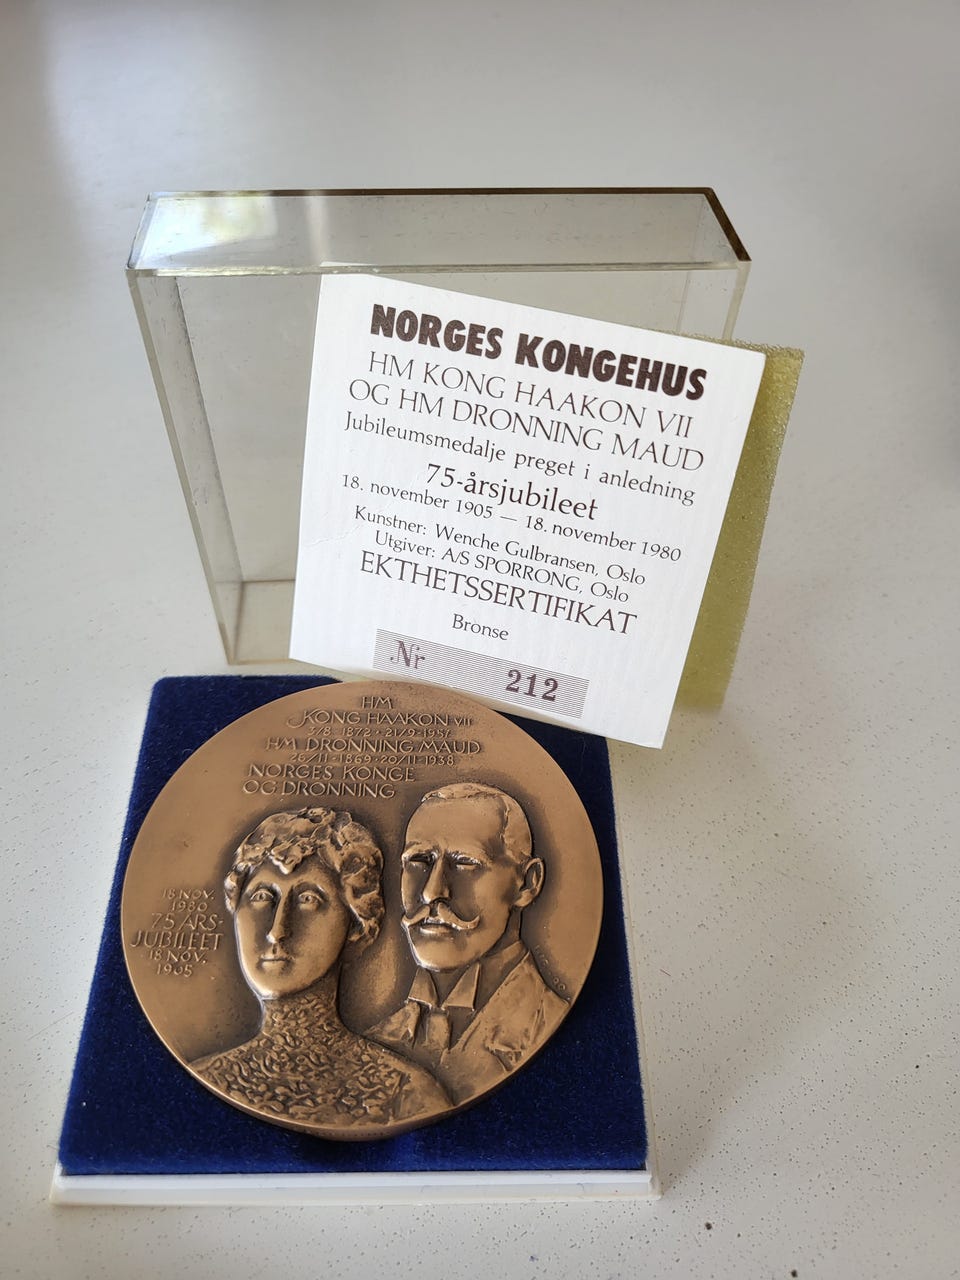 NORGES KONGEHUS
HM KONG HAAKON VII
OG HM DRONNING MAUD
Jubileumsmedalje preget i anledning
75-årsjubileet
18. november 1905 — 18. november 1980
Kunstner: Wenche Gulbransen, Oslo
Utgiver: A/S SPORRONG, Oslo
EKTHETSSERTIFIKAT
Bronse
Nr 212
HM
KONG HAAKON VII
3/8 · 1872 · 21/9 · 1957
HM DRONNING MAUD
26/11 · 1869 · 20/11 · 1938
NORGES KONGE
OG DRONNING
18 NOV.
1980
75 ÅRS-
JUBILEET
18 NOV.
1905